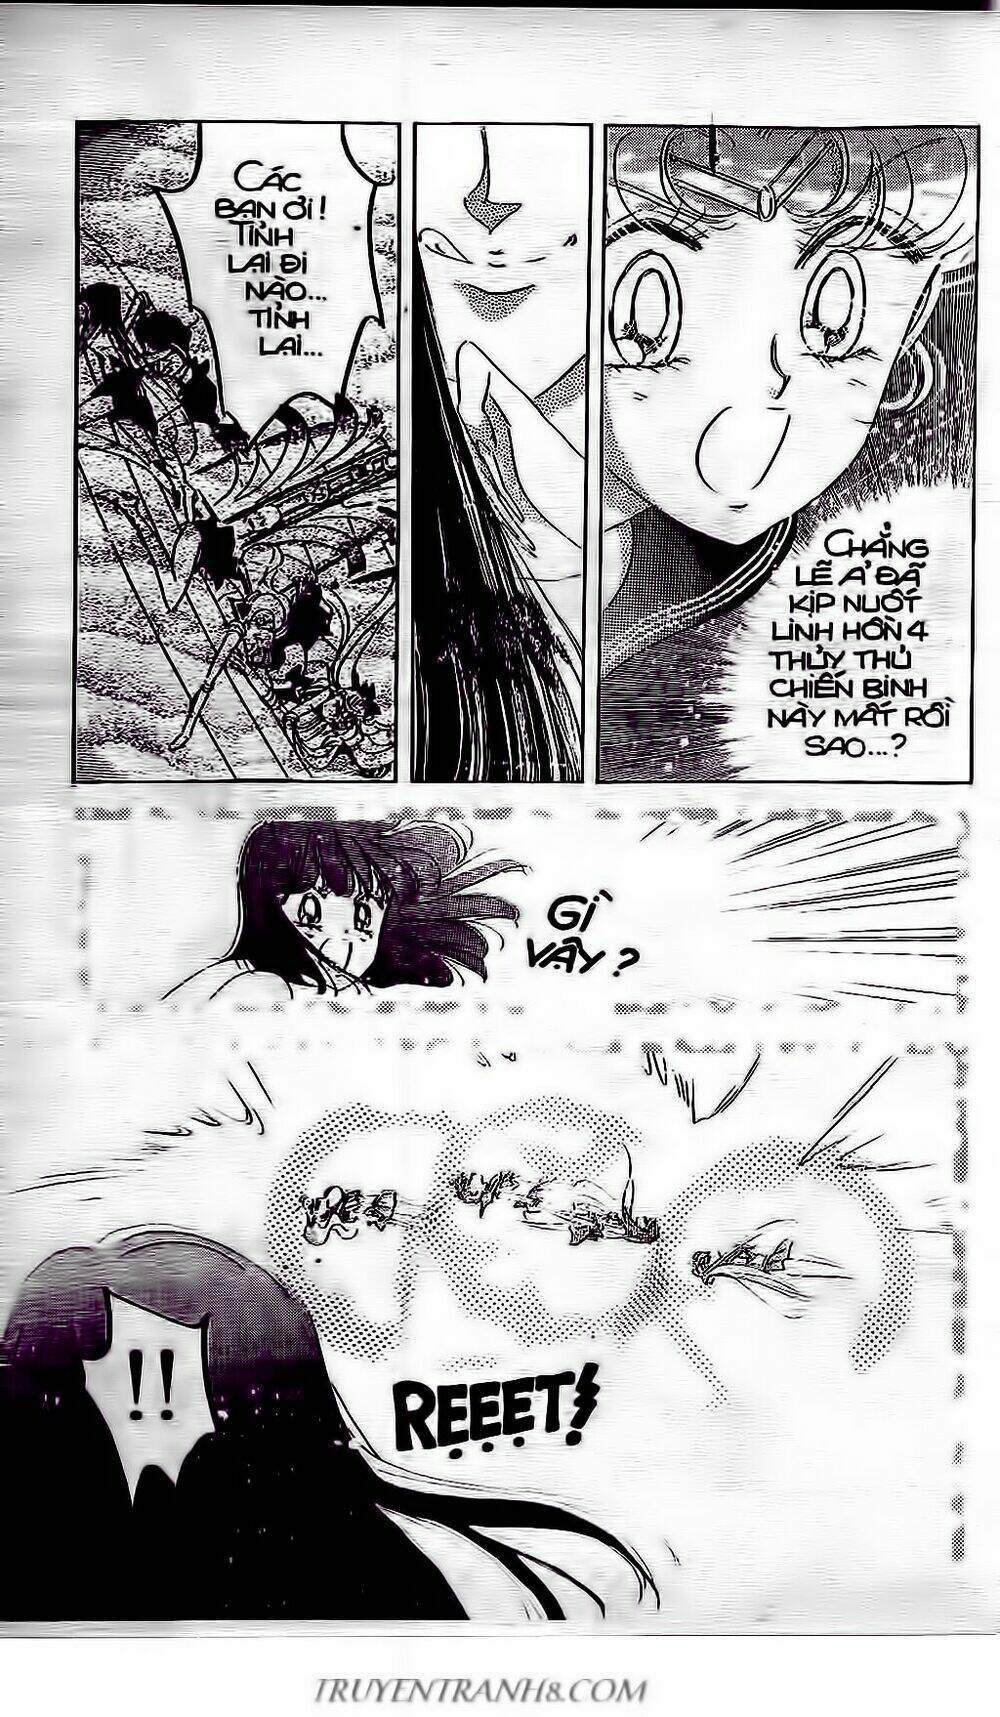 CÁC
BẠN ƠI!
TỈNH
LẠI ĐI
NÀO...
TỈNH
LẠI...
CHẲNG
LẼ Ả ĐÃ
KỊP NUỐT
LINH HỒN 4
THỦY THỦ
CHIẾN BINH
NÀY MẤT RỒI
SAO...?
GÌ
VẬY?
!!
RẸẸẸT!
TRUYENTRANH8.COM